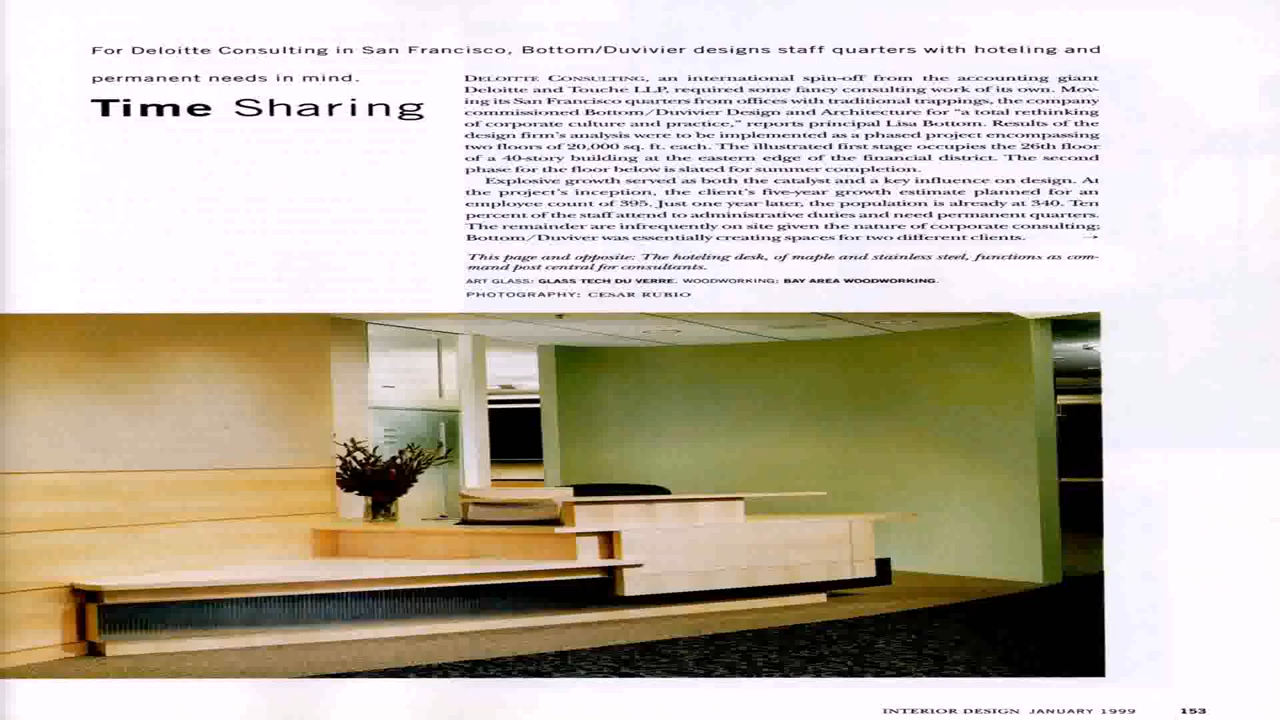 For Deloitte Consulting in San Francisco, Bottom/Duvivier designs staff quarters with hoteling and
permanent needs in mind.
Time Sharing
DELOITTE CONSULTING, an international spin-off from the accounting giant
Deloitte and Touche LLP, required some fancy consulting work of its own. Mov-
ing its San Francisco quarters from offices with traditional trappings, the company
commissioned Bottom/Duvivier Design and Architecture for "a total rethinking
of corporate culture and practice," reports principal Lisa Bottom. Results of the
design firm's analysis were to be implemented as a phased project encompassing
two floors of 20,000 sq. ft. each. The illustrated first stage occupies the 26th floor
of a 40-story building at the eastern edge of the financial district. The second
phase for the floor below is slated for summer completion.
Explosive growth served as both the catalyst and a key influence on design. At
the project's inception, the client's five-year growth estimate planned for an
employee count of 395. Just one year later, the population is already at 340. Ten
percent of the staff attend to administrative duties and need permanent quarters.
The remainder are infrequently on site given the nature of corporate consulting;
Bottom/Duviver was essentially creating spaces for two different clients. →
This page and opposite: The hoteling desk, of maple and stainless steel, functions as com-
mand post central for consultants.
ART GLASS: GLASS TECH DU VERRE. WOODWORKING: BAY AREA WOODWORKING.
PHOTOGRAPHY: CESAR RUBIO
INTERIOR DESIGN JANUARY 1999 153